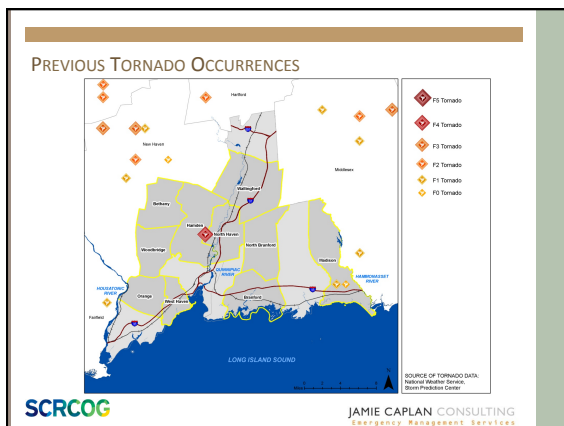 PREVIOUS TORNADO OCCURRENCES
Hartford
New Haven
Middlesex
Wallingford
Bethany
Hamden
North Haven
Woodbridge
North Branford
Madison
QUINNIPIAC
RIVER
HAMMONASSET
RIVER
HOUSATONIC
RIVER
Orange
West Haven
Branford
Fairfield
LONG ISLAND SOUND
F5 Tornado
F4 Tornado
F3 Tornado
F2 Tornado
F1 Tornado
F0 Tornado
N
SOURCE OF TORNADO DATA:
National Weather Service,
Storm Prediction Center
SCRCOG
JAMIE CAPLAN CONSULTING
Emergency Management Services